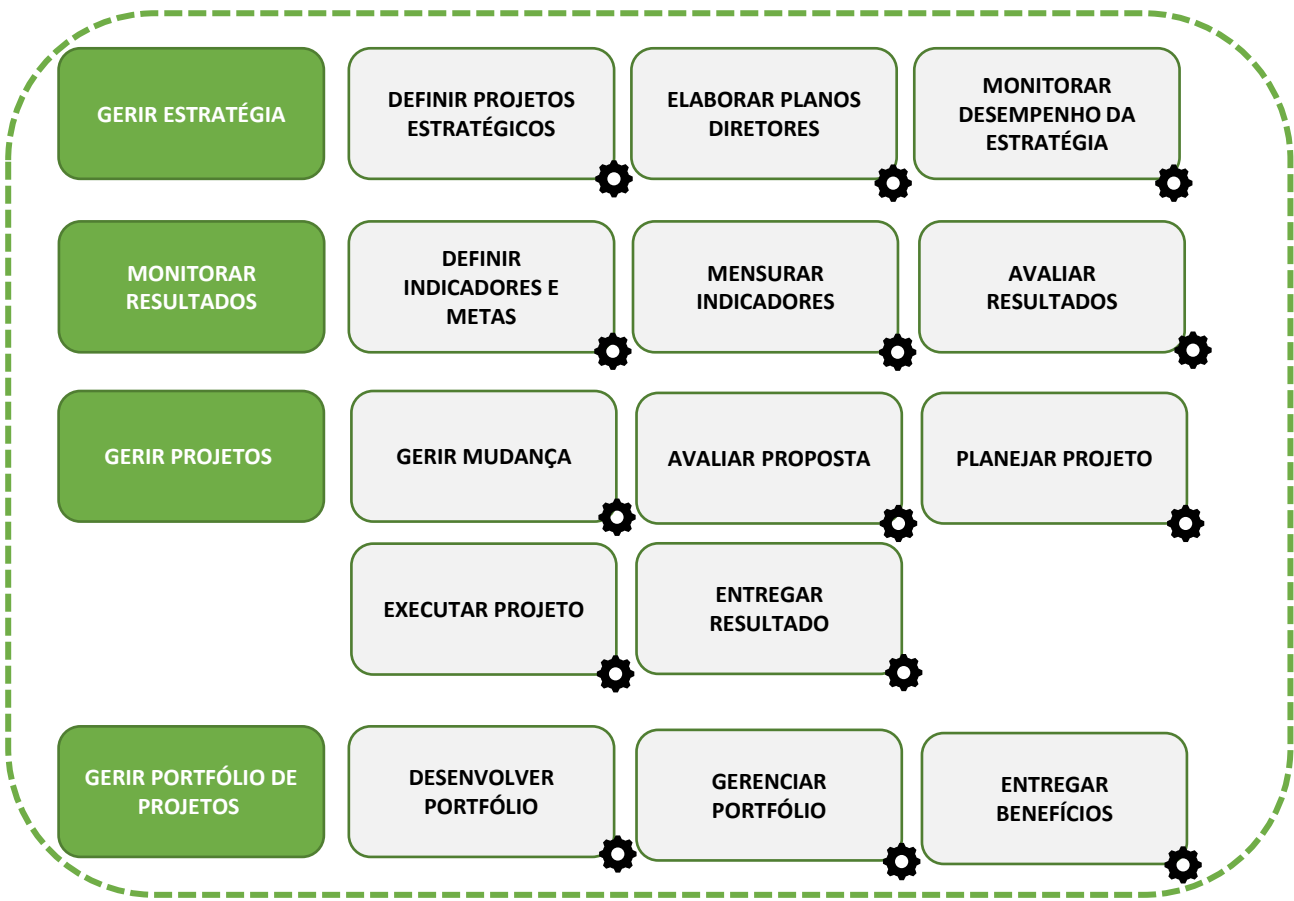 GERIR ESTRATÉGIA
DEFINIR PROJETOS
ESTRATÉGICOS
ELABORAR PLANOS
DIRETORES
MONITORAR
DESEMPENHO DA
ESTRATÉGIA
MONITORAR
RESULTADOS
DEFINIR
INDICADORES E
METAS
MENSURAR
INDICADORES
AVALIAR
RESULTADOS
GERIR PROJETOS
GERIR MUDANÇA
AVALIAR PROPOSTA
PLANEJAR PROJETO
EXECUTAR PROJETO
ENTREGAR
RESULTADO
GERIR PORTFÓLIO DE
PROJETOS
DESENVOLVER
PORTFÓLIO
GERENCIAR
PORTFÓLIO
ENTREGAR
BENEFÍCIOS